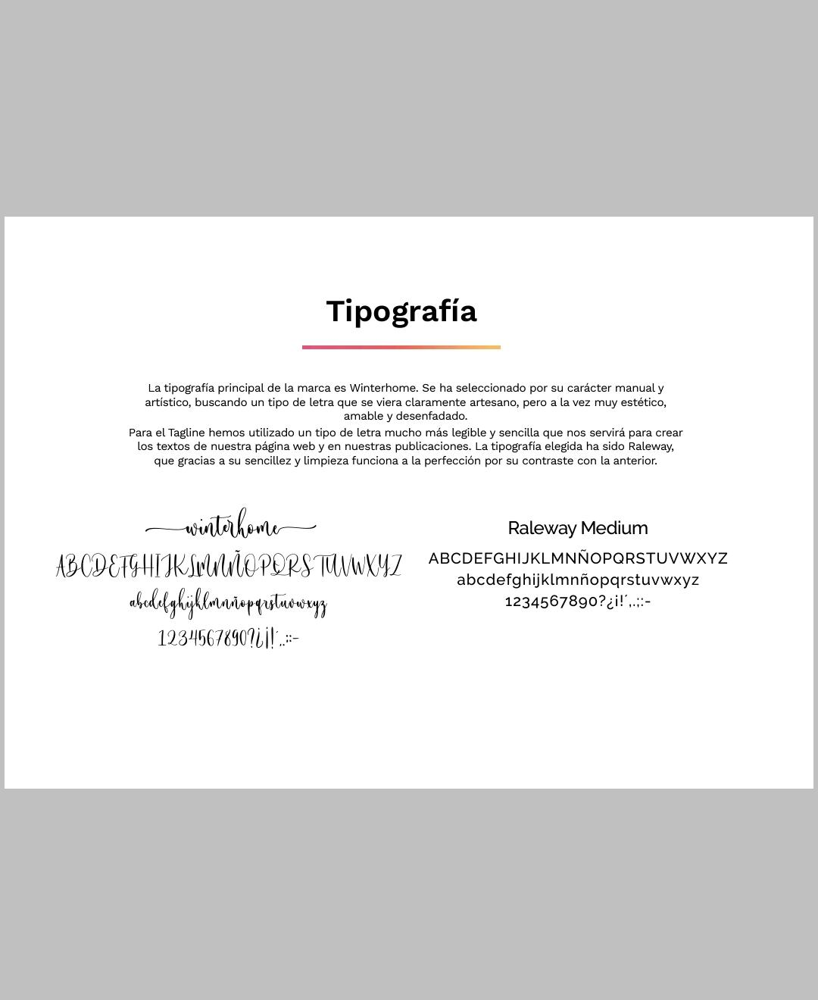 Tipografía
La tipografía principal de la marca es Winterhome. Se ha seleccionado por su carácter manual y
artístico, buscando un tipo de letra que se viera claramente artesano, pero a la vez muy estético,
amable y desenfadado.
Para el Tagline hemos utilizado un tipo de letra mucho más legible y sencilla que nos servirá para crear
los textos de nuestra página web y en nuestras publicaciones. La tipografía elegida ha sido Raleway,
que gracias a su sencillez y limpieza funciona a la perfección por su contraste con la anterior.
winterhome
ABCDEFGHIJKLMNÑOPQRSTUVWXYZ
abcdefghijklmnñopqrstuvwxyz
1234567890?¿¡!´,.::-
Raleway Medium
ABCDEFGHIJKLMNÑOPQRSTUVWXYZ
abcdefghijklmnñopqrstuvwxyz
1234567890?¿¡!´,.;:-